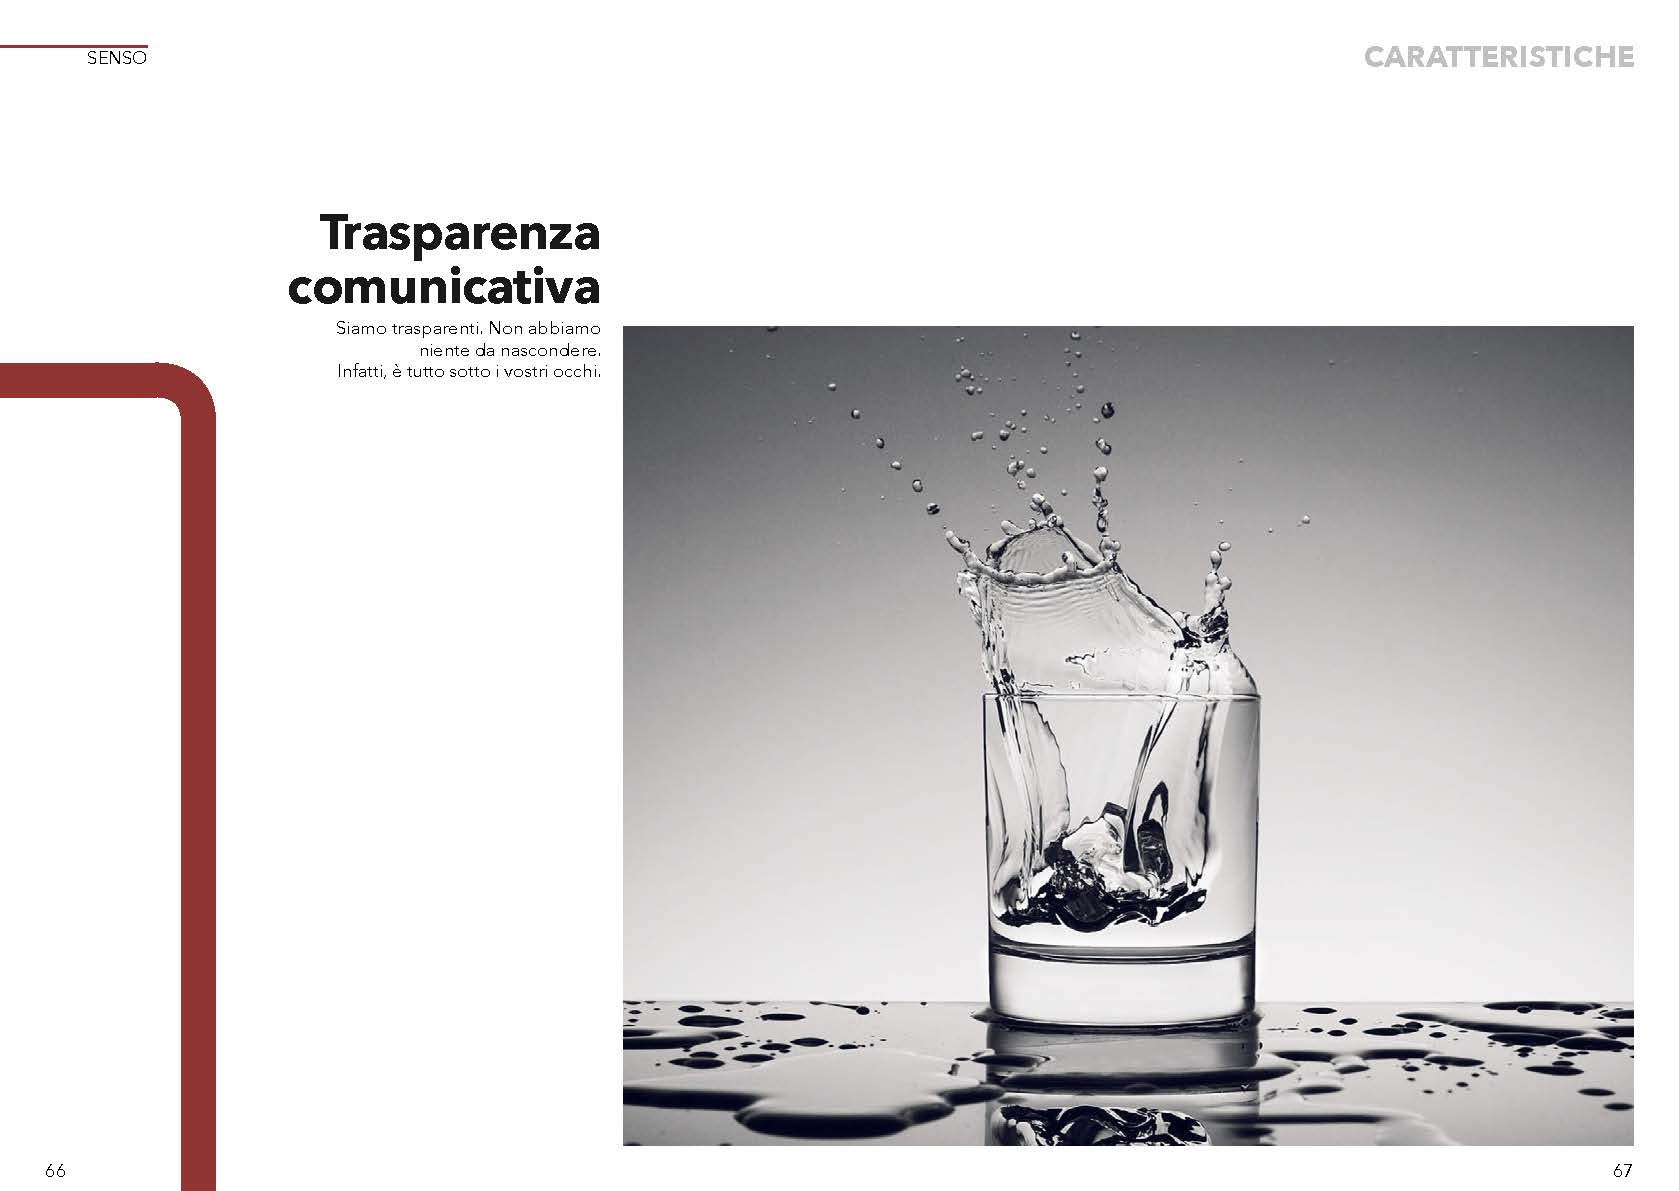 SENSO
CARATTERISTICHE
Trasparenza
comunicativa
Siamo trasparenti. Non abbiamo
niente da nascondere.
Infatti, è tutto sotto i vostri occhi.
66
67